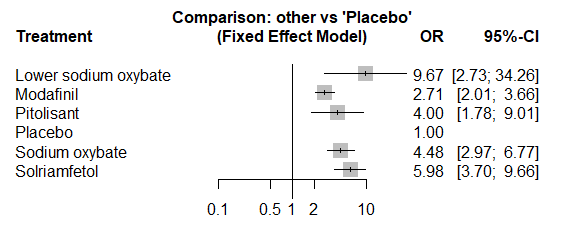 Comparison: other vs 'Placebo'
Treatment (Fixed Effect Model) OR 95%-CI
Lower sodium oxybate 9.67 [2.73; 34.26]
Modafinil 2.71 [2.01; 3.66]
Pitolisant 4.00 [1.78; 9.01]
Placebo 1.00
Sodium oxybate 4.48 [2.97; 6.77]
Solriamfetol 5.98 [3.70; 9.66]
0.1 0.5 1 2 10